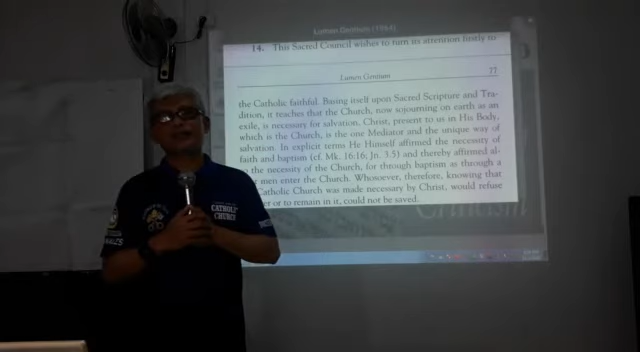 Lumen Gentium (1964)
14. This Sacred Council wishes to turn its attention firstly to
Lumen Gentium 37
the Catholic faithful. Basing itself upon Sacred Scripture and Tra-
dition, it teaches that the Church, now sojourning on earth as an
exile, is necessary for salvation. Christ, present to us in His Body,
which is the Church, is the one Mediator and the unique way of
salvation. In explicit terms He Himself affirmed the necessity of
faith and baptism (cf. Mk. 16:16; Jn. 3.5) and thereby affirmed al-
the necessity of the Church, for through baptism as through a
men enter the Church. Whosoever, therefore, knowing that
Catholic Church was made necessary by Christ, would refuse
or to remain in it, could not be saved.
Criticism
CATHOLIC
CHURCH